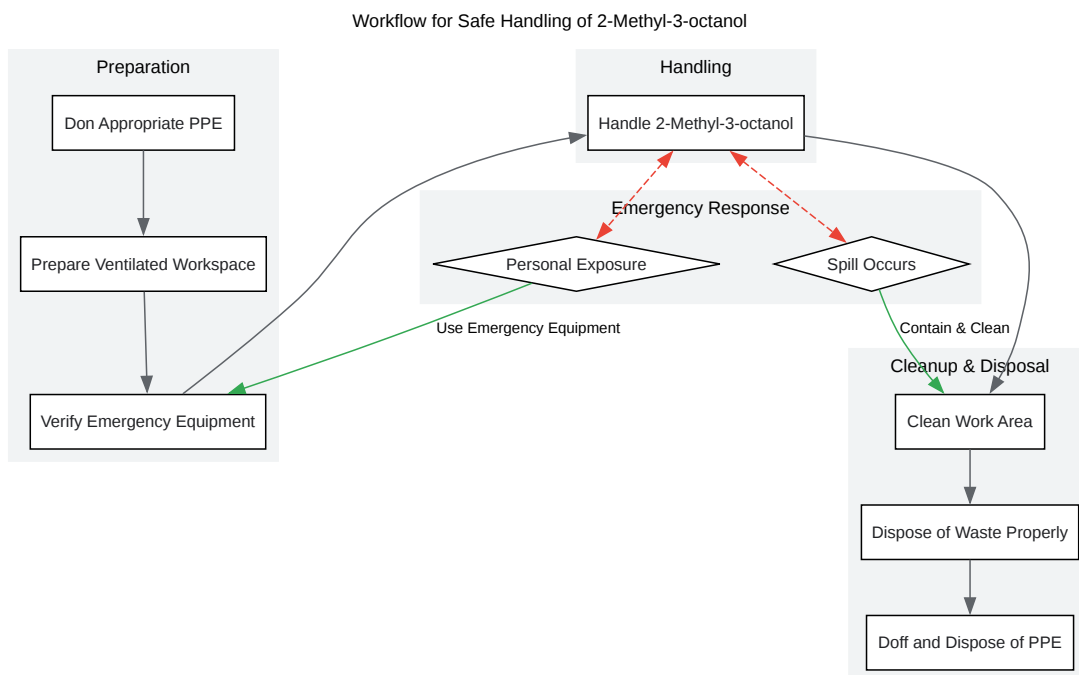 Workflow for Safe Handling of 2-Methyl-3-octanol
Preparation
Don Appropriate PPE
Prepare Ventilated Workspace
Verify Emergency Equipment
Handling
Handle 2-Methyl-3-octanol
Emergency Response
Personal Exposure
Spill Occurs
Use Emergency Equipment
Contain & Clean
Cleanup & Disposal
Clean Work Area
Dispose of Waste Properly
Doff and Dispose of PPE